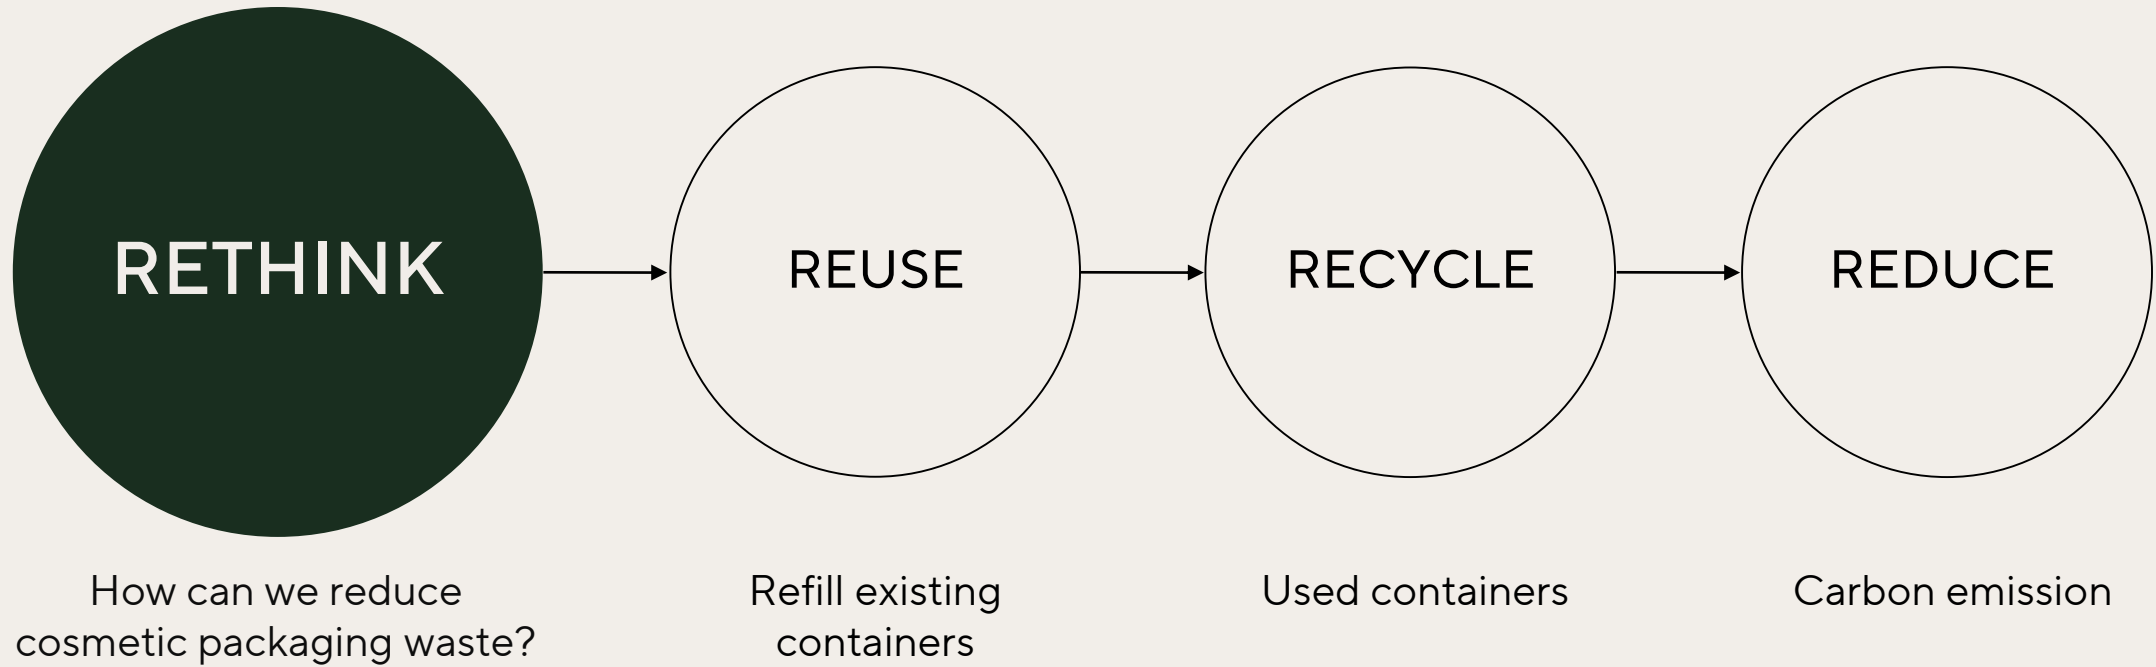 RETHINK
REUSE
RECYCLE
REDUCE
How can we reduce
cosmetic packaging waste?
Refill existing
containers
Used containers
Carbon emission